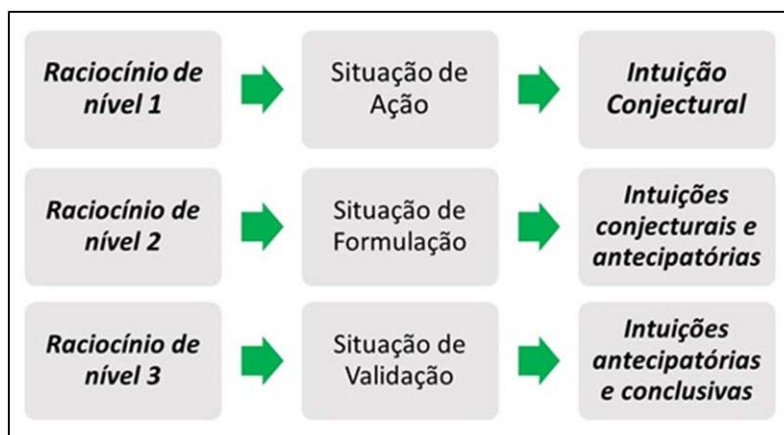 Raciocínio de
nível 1
Situação de
Ação
Intuição
Conjectural
Raciocínio de
nível 2
Situação de
Formulação
Intuições
conjecturais e
antecipatórias
Raciocínio de
nível 3
Situação de
Validação
Intuições
antecipatórias
e conclusivas